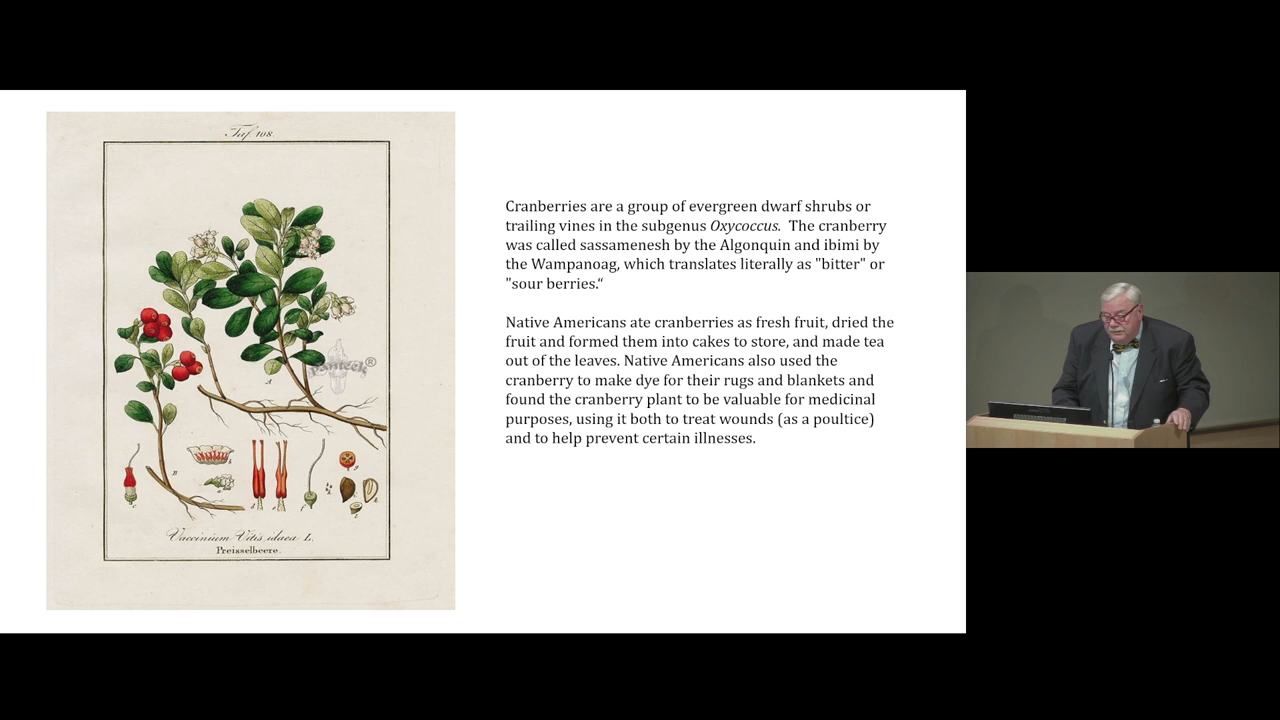 Taf 108.
Panteek®
A
B
b
a
c
d
e
f
g
h
Vaccinium Vitis idaea L.
Preisselbeere.
Cranberries are a group of evergreen dwarf shrubs or
trailing vines in the subgenus Oxycoccus.  The cranberry
was called sassamenesh by the Algonquin and ibimi by
the Wampanoag, which translates literally as "bitter" or
"sour berries.“
Native Americans ate cranberries as fresh fruit, dried the
fruit and formed them into cakes to store, and made tea
out of the leaves. Native Americans also used the
cranberry to make dye for their rugs and blankets and
found the cranberry plant to be valuable for medicinal
purposes, using it both to treat wounds (as a poultice)
and to help prevent certain illnesses.